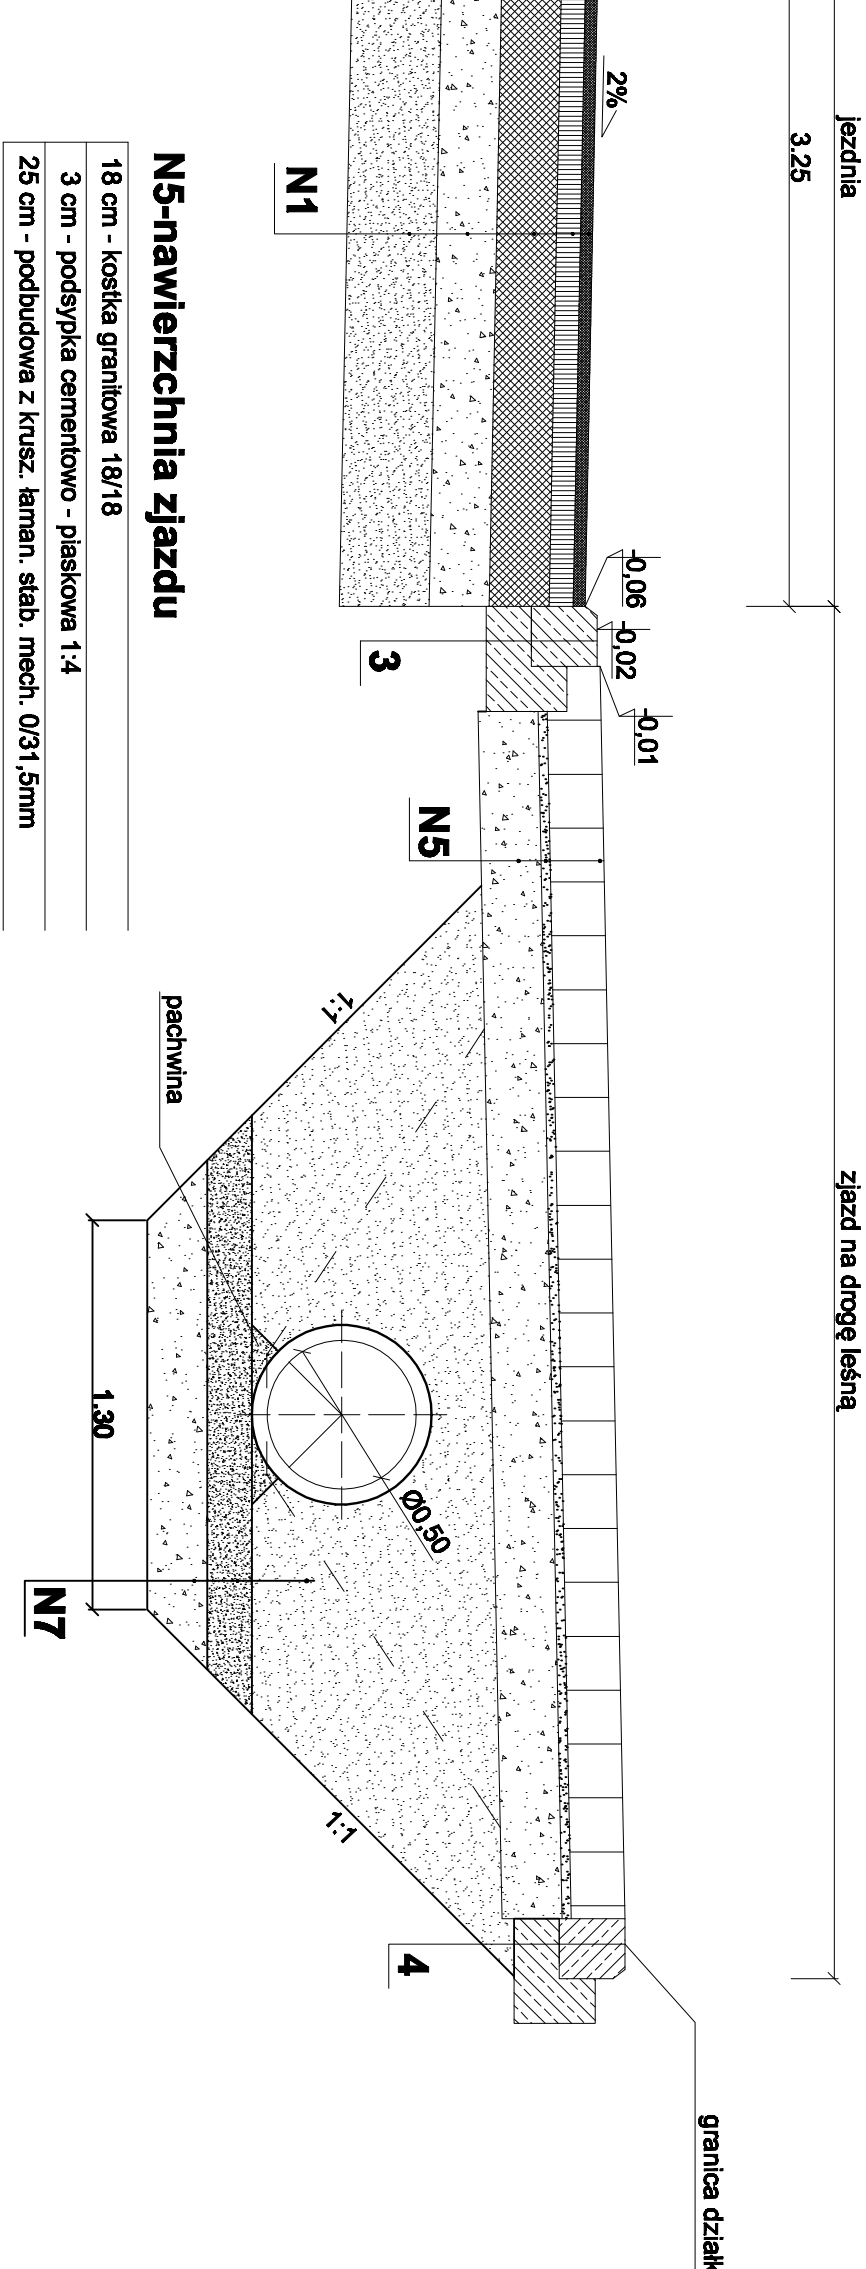 jezdnia
zjazd na drogę leśną
3.25
granica działk
2%
-0,06
-0,02
-0,01
N1
3
N5
4
1:1
1:1
Ø0,50
pachwina
1.30
N7
N5-nawierzchnia zjazdu
18 cm - kostka granitowa 18/18
3 cm - podsypka cementowo - piaskowa 1:4
25 cm - podbudowa z krusz. łaman. stab. mech. 0/31,5mm